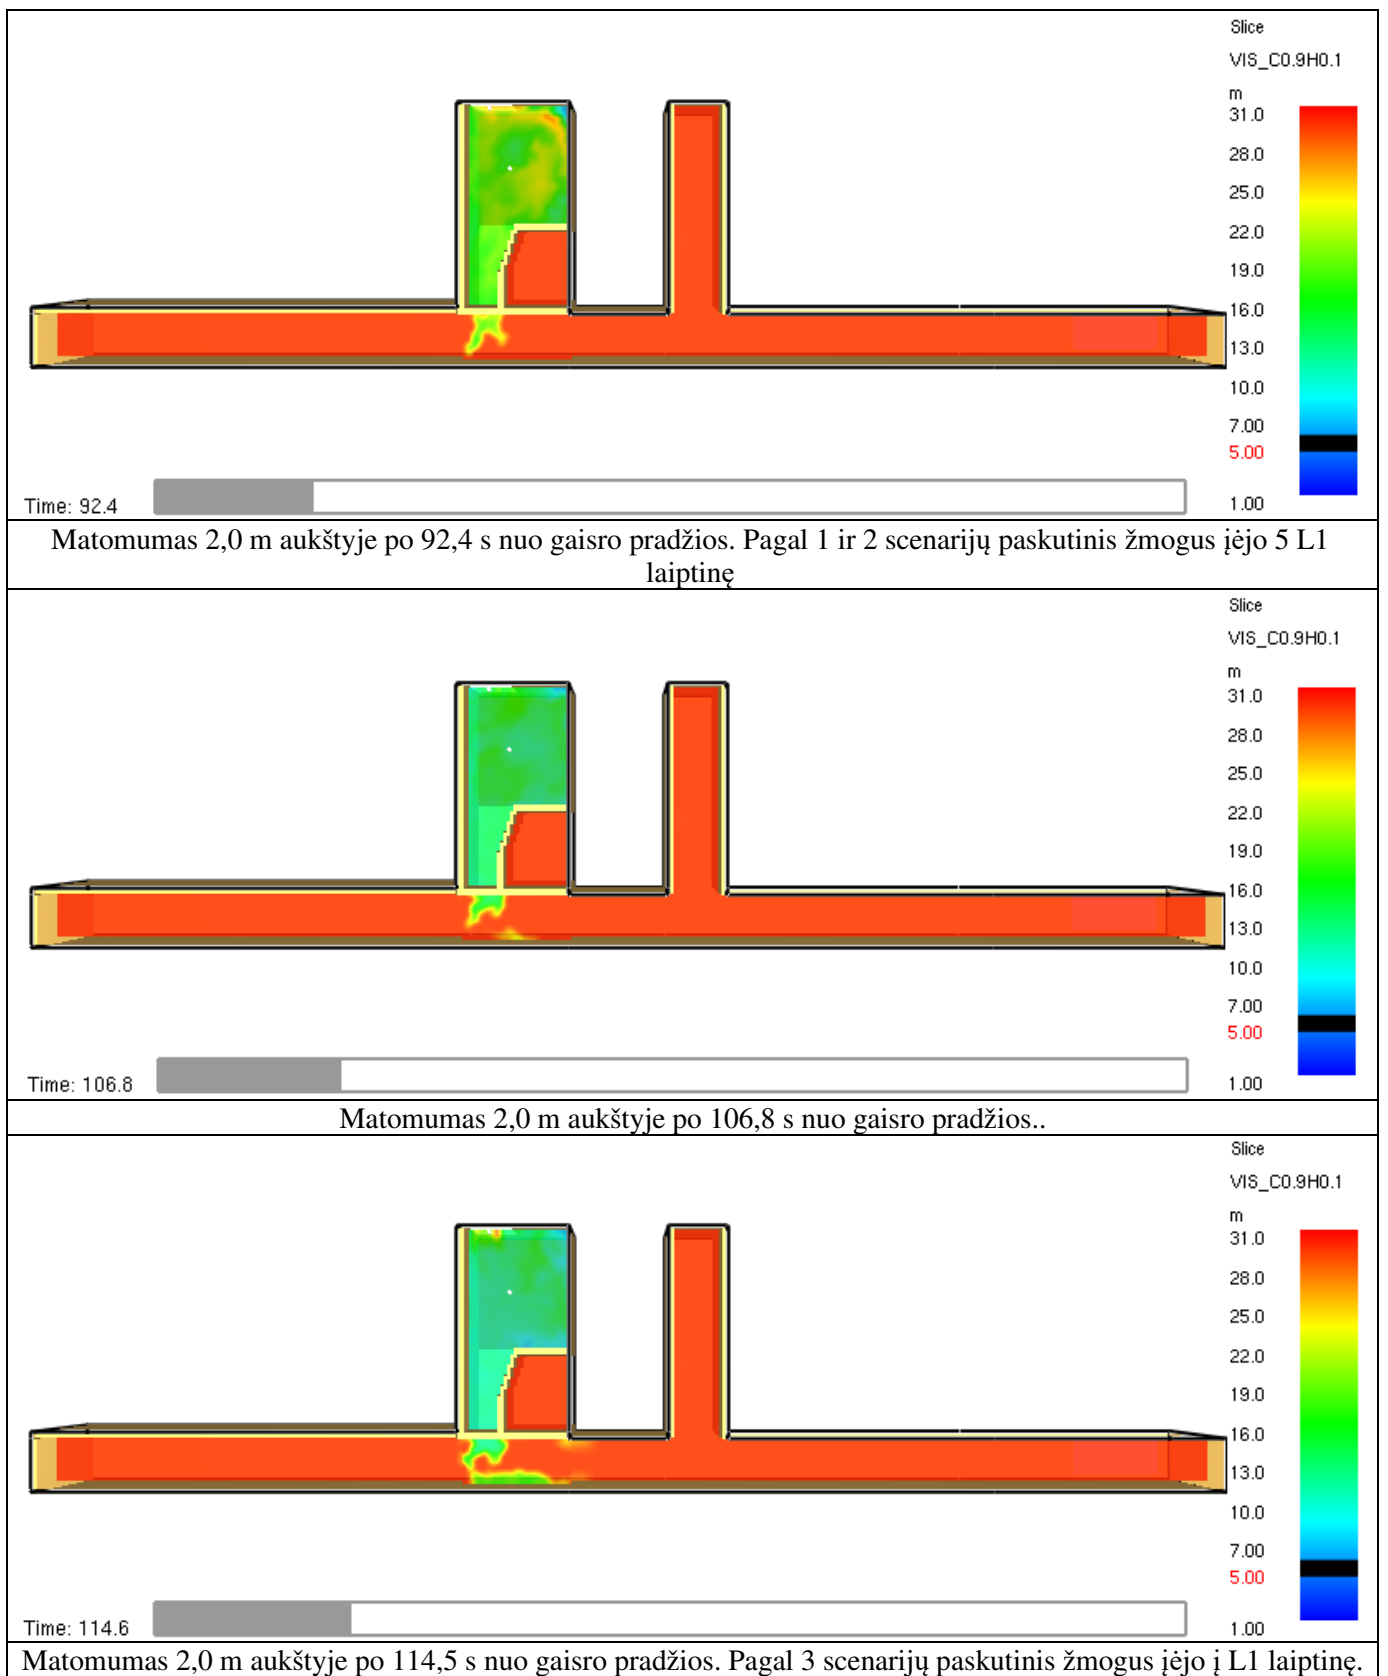 Slice
VIS_C0.9H0.1
m
31.0
28.0
25.0
22.0
19.0
16.0
13.0
10.0
7.00
5.00
1.00
Time: 92.4
Matomumas 2,0 m aukštyje po 92,4 s nuo gaisro pradžios. Pagal 1 ir 2 scenarijų paskutinis žmogus įėjo 5 L1
laiptinę
Slice
VIS_C0.9H0.1
m
31.0
28.0
25.0
22.0
19.0
16.0
13.0
10.0
7.00
5.00
1.00
Time: 106.8
Matomumas 2,0 m aukštyje po 106,8 s nuo gaisro pradžios..
Slice
VIS_C0.9H0.1
m
31.0
28.0
25.0
22.0
19.0
16.0
13.0
10.0
7.00
5.00
1.00
Time: 114.6
Matomumas 2,0 m aukštyje po 114,5 s nuo gaisro pradžios. Pagal 3 scenarijų paskutinis žmogus įėjo į L1 laiptinę.